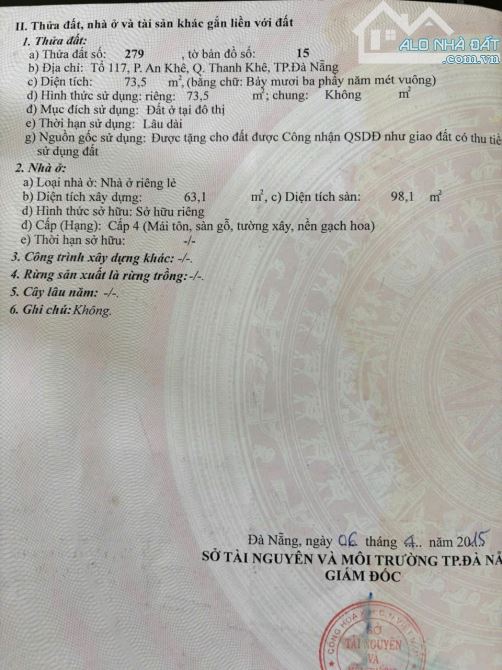 ALO NHÀ ĐẤT
.com.vn
II. Thửa đất, nhà ở và tài sản khác gắn liền với đất
1. Thửa đất:
a) Thửa đất số: 279 , tờ bản đồ số: 15
b) Địa chỉ: Tổ 117, P. An Khê, Q. Thanh Khê, TP.Đà Nẵng
c) Diện tích: 73,5 m², (bằng chữ: Bảy mươi ba phẩy năm mét vuông)
d) Hình thức sử dụng: riêng: 73,5 m²; chung: Không m²
đ) Mục đích sử dụng: Đất ở tại đô thị
e) Thời hạn sử dụng: Lâu dài
g) Nguồn gốc sử dụng: Được tặng cho đất được Công nhận QSDĐ như giao đất có thu tiề
sử dụng đất
2. Nhà ở:
a) Loại nhà ở: Nhà ở riêng lẻ
b) Diện tích xây dựng: 63,1 m², c) Diện tích sàn: 98,1 m²
d) Hình thức sở hữu: Sở hữu riêng
đ) Cấp (Hạng): Cấp 4 (Mái tôn, sàn gỗ, tường xây, nền gạch hoa)
e) Thời hạn sở hữu: -/-
3. Công trình xây dựng khác: -/-.
4. Rừng sản xuất là rừng trồng: -/-.
5. Cây lâu năm: -/-.
6. Ghi chú: Không.
Đà Nẵng, ngày 06 tháng 4.. năm 2015
SỞ TÀI NGUYÊN VÀ MÔI TRƯỜNG TP.ĐÀ NẴ
GIÁM ĐỐC
SỞ
TÀI NGUYÊN
VÀ